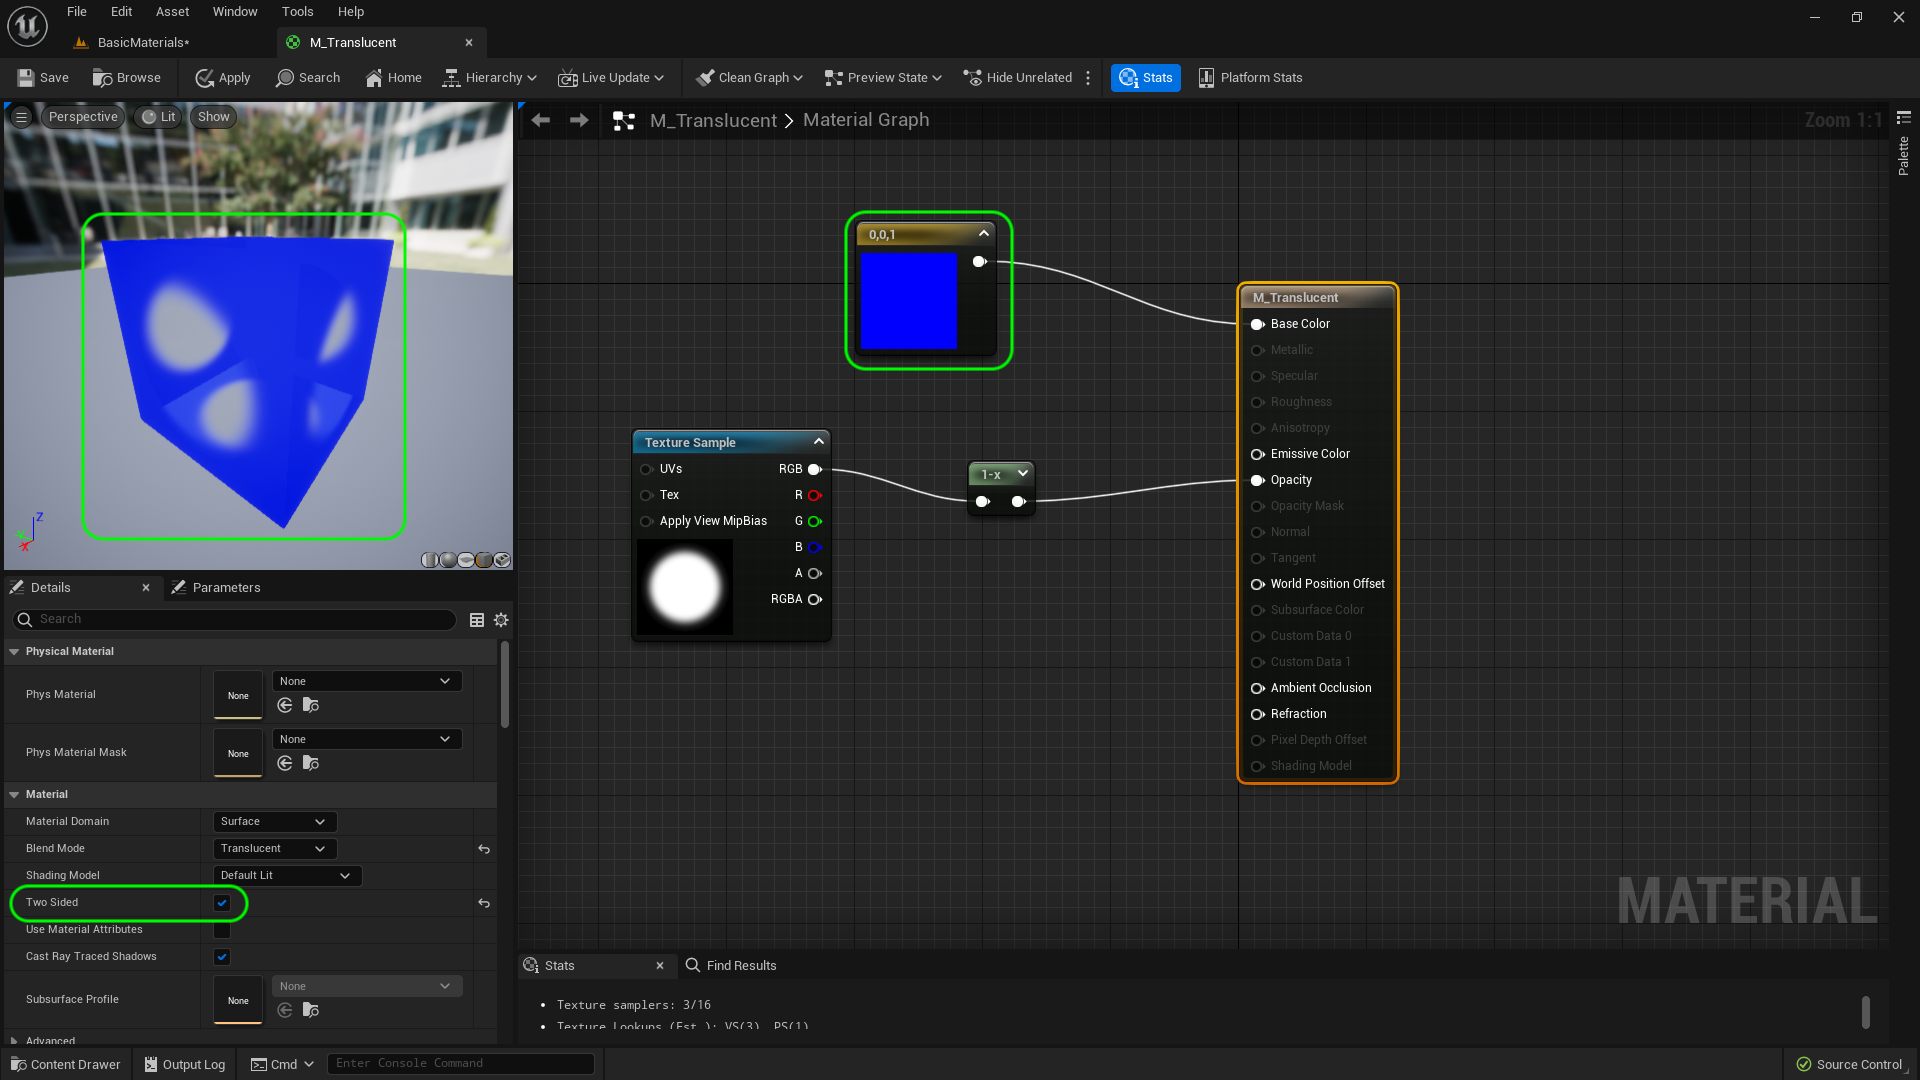 File Edit Asset Window Tools Help
BasicMaterials*
M_Translucent
Save Browse Apply Search Home Hierarchy Live Update Clean Graph Preview State Hide Unrelated Stats Platform Stats
Perspective Lit Show
M_Translucent > Material Graph
Zoom 1:1
Palette
0,0,1
M_Translucent
Base Color
Metallic
Specular
Roughness
Anisotropy
Emissive Color
Opacity
Opacity Mask
Normal
Tangent
World Position Offset
Subsurface Color
Custom Data 0
Custom Data 1
Ambient Occlusion
Refraction
Pixel Depth Offset
Shading Model
Texture Sample
UVs RGB
Tex R
Apply View MipBias G
B
A
RGBA
1-x
Z
X
MATERIAL
Details Parameters
Search
Physical Material
Phys Material None None
Phys Material Mask None None
Material
Material Domain Surface
Blend Mode Translucent
Shading Model Default Lit
Two Sided
Use Material Attributes
Cast Ray Traced Shadows
Subsurface Profile None None
Advanced
Stats Find Results
• Texture samplers: 3/16
• Texture Lookups (Est.): VS(3), PS(1)
Content Drawer Output Log Cmd Enter Console Command Source Control